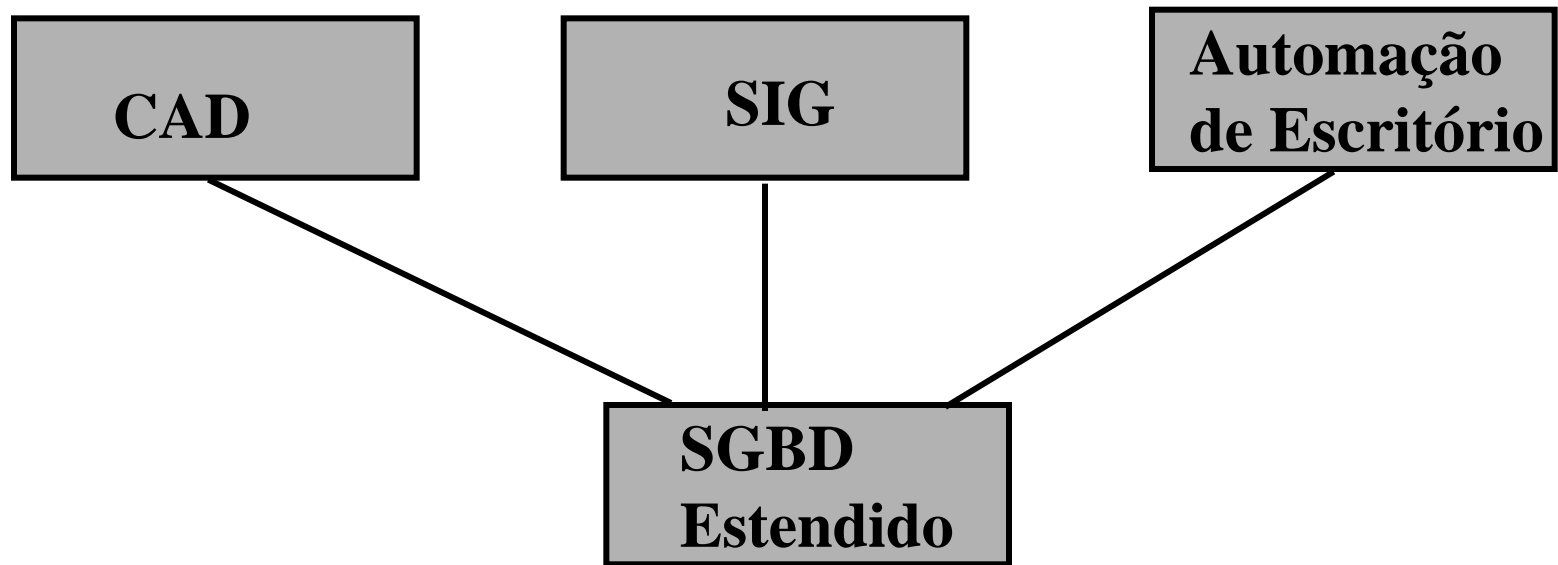 CAD
SIG
Automação
de Escritório
SGBD
Estendido